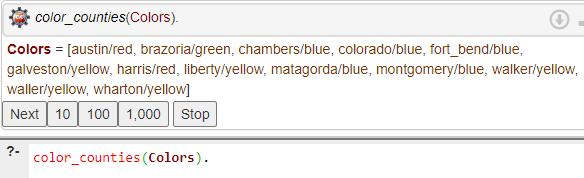 color_counties(Colors).
Colors = [austin/red, brazoria/green, chambers/blue, colorado/blue, fort_bend/blue,
galveston/yellow, harris/red, liberty/yellow, matagorda/blue, montgomery/blue, walker/yellow,
waller/yellow, wharton/yellow]
Next 10 100 1,000 Stop
?- color_counties(Colors).